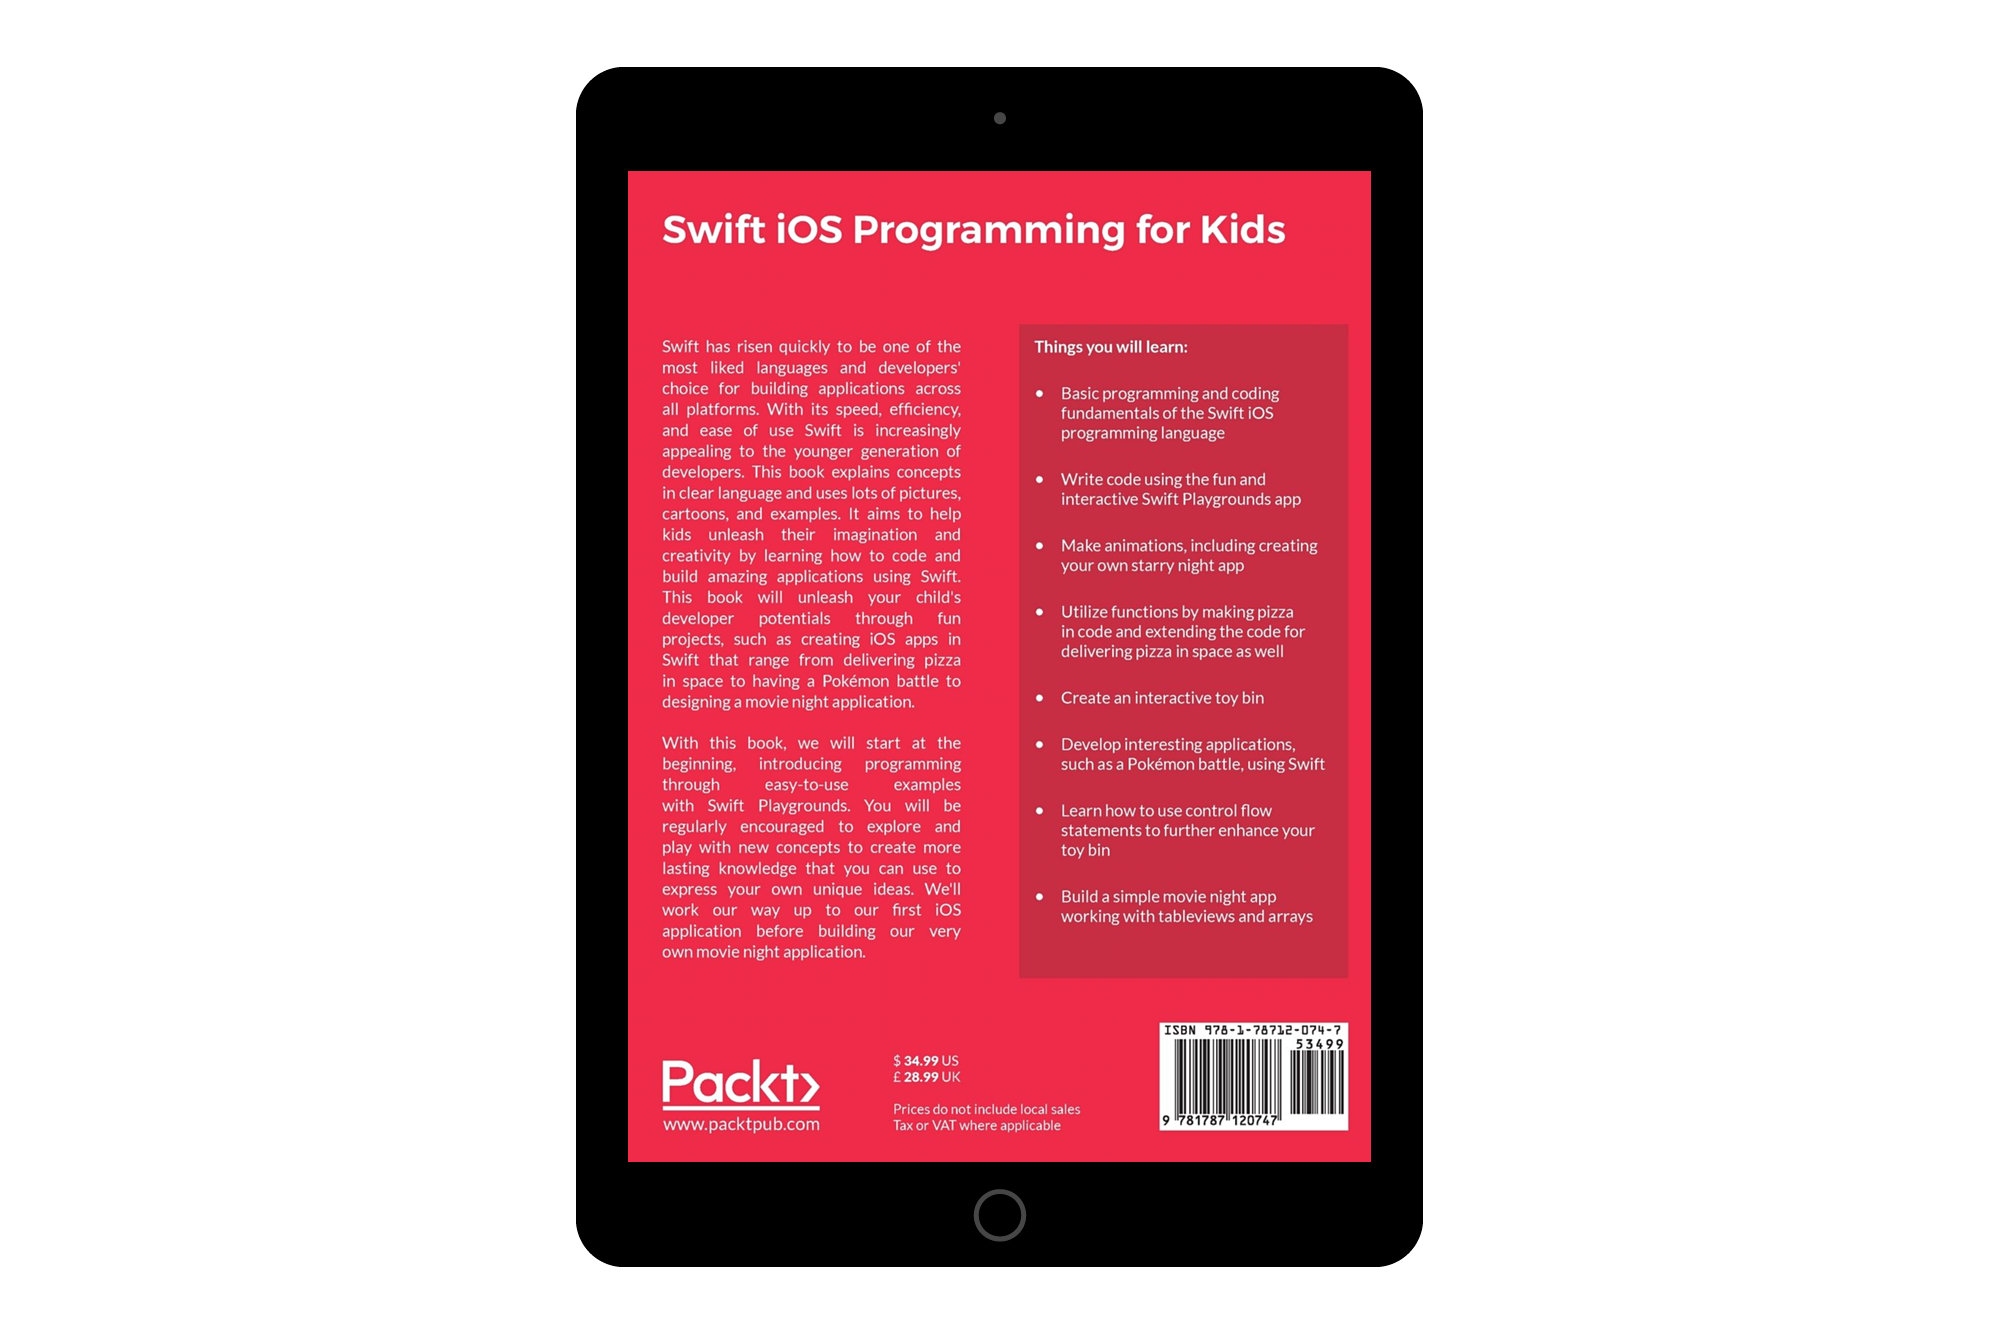 Swift iOS Programming for Kids
Swift has risen quickly to be one of the
most liked languages and developers'
choice for building applications across
all platforms. With its speed, efficiency,
and ease of use Swift is increasingly
appealing to the younger generation of
developers. This book explains concepts
in clear language and uses lots of pictures,
cartoons, and examples. It aims to help
kids unleash their imagination and
creativity by learning how to code and
build amazing applications using Swift.
This book will unleash your child's
developer potentials through fun
projects, such as creating iOS apps in
Swift that range from delivering pizza
in space to having a Pokémon battle to
designing a movie night application.
With this book, we will start at the
beginning, introducing programming
through easy-to-use examples
with Swift Playgrounds. You will be
regularly encouraged to explore and
play with new concepts to create more
lasting knowledge that you can use to
express your own unique ideas. We'll
work our way up to our first iOS
application before building our very
own movie night application.
Things you will learn:
• Basic programming and coding
fundamentals of the Swift iOS
programming language
• Write code using the fun and
interactive Swift Playgrounds app
• Make animations, including creating
your own starry night app
• Utilize functions by making pizza
in code and extending the code for
delivering pizza in space as well
• Create an interactive toy bin
• Develop interesting applications,
such as a Pokémon battle, using Swift
• Learn how to use control flow
statements to further enhance your
toy bin
• Build a simple movie night app
working with tableviews and arrays
Packt>
www.packtpub.com
$ 34.99 US
£ 28.99 UK
Prices do not include local sales
Tax or VAT where applicable
ISBN 978-1-78712-074-7
53499
9 781787 120747